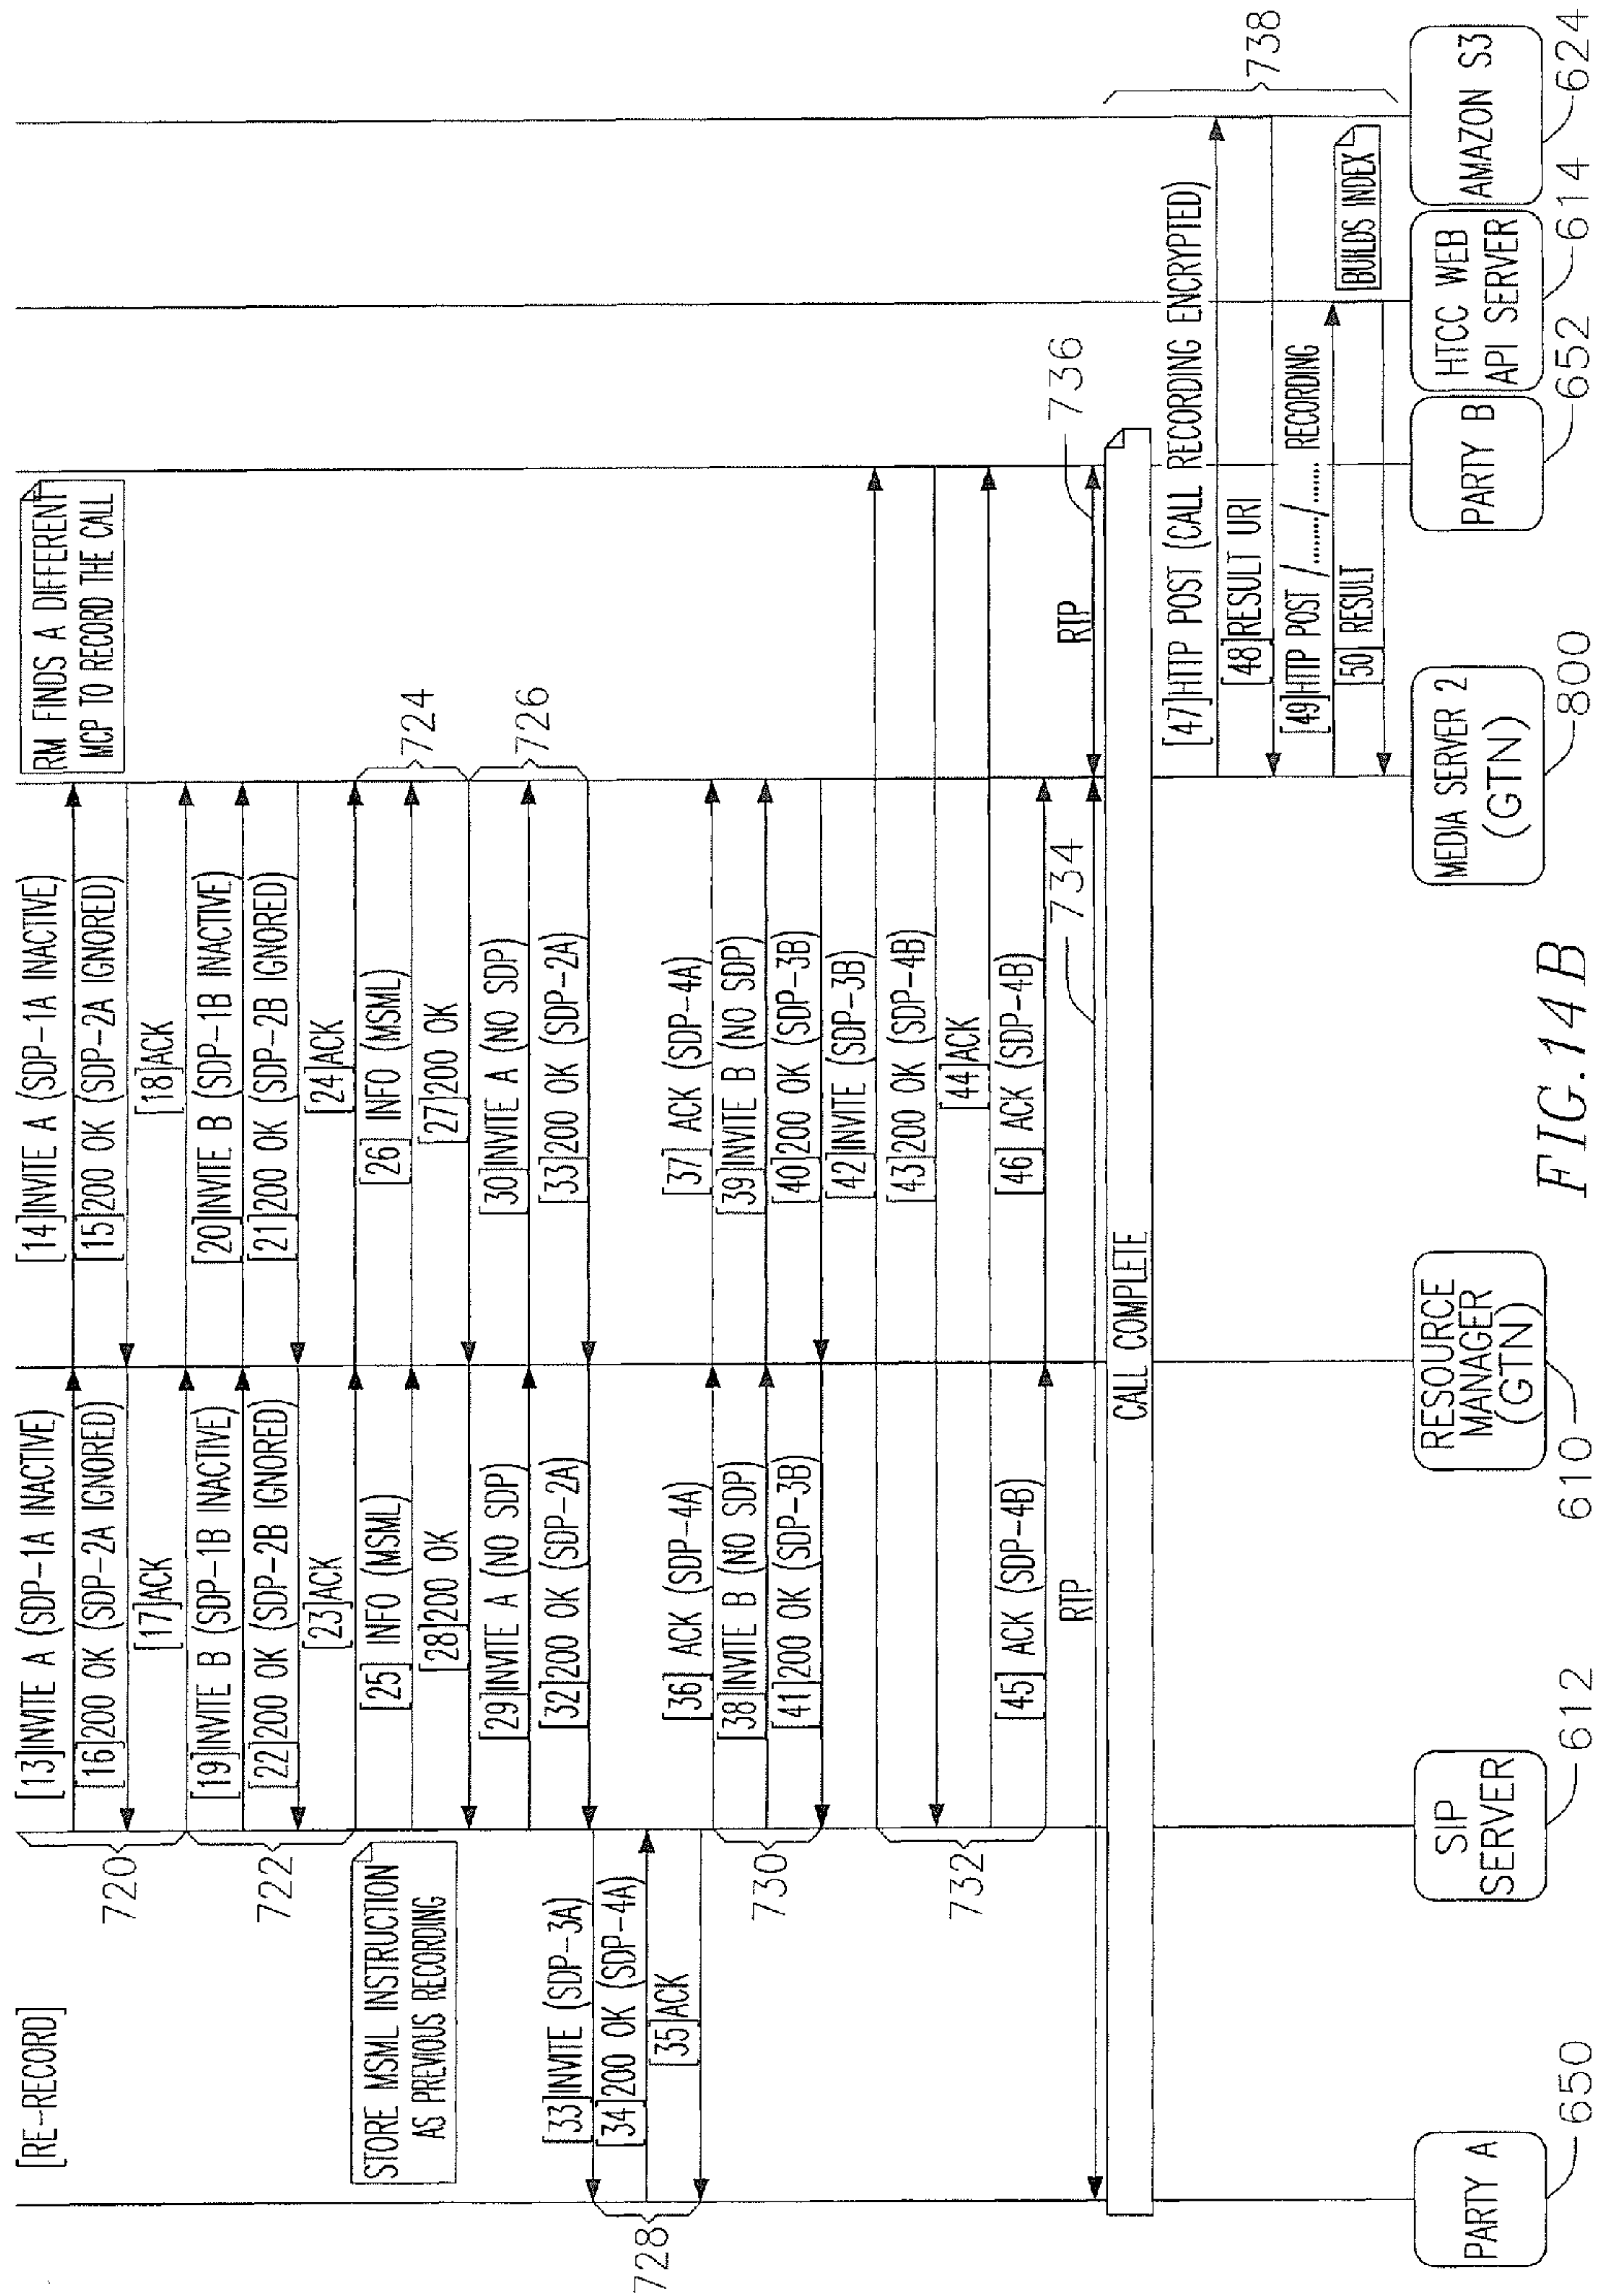 [RE-RECORD]
[13]INVITE A (SDP-1A INACTIVE)
[14]INVITE A (SDP-1A INACTIVE)
RM FINDS A DIFFERENT
MCP TO RECORD THE CALL
[16]200 OK (SDP-2A IGNORED)
[15]200 OK (SDP-2A IGNORED)
720
[17]ACK
[18]ACK
[19]INVITE B (SDP-1B INACTIVE)
[20]INVITE B (SDP-1B INACTIVE)
[22]200 OK (SDP-2B IGNORED)
[21]200 OK (SDP-2B IGNORED)
722
[23]ACK
[24]ACK
STORE MSML INSTRUCTION
AS PREVIOUS RECORDING
[25] INFO (MSML)
[26] INFO (MSML)
724
[28]200 OK
[27]200 OK
[29]INVITE A (NO SDP)
[30]INVITE A (NO SDP)
726
[32]200 OK (SDP-2A)
[33]200 OK (SDP-2A)
[33]INVITE (SDP-3A)
[34]200 OK (SDP-4A)
[35]ACK
728
[36] ACK (SDP-4A)
[37] ACK (SDP-4A)
[38]INVITE B (NO SDP)
[39]INVITE B (NO SDP)
730
[41]200 OK (SDP-3B)
[40]200 OK (SDP-3B)
[42]INVITE (SDP-3B)
[43]200 OK (SDP-4B)
732
[44]ACK
[45] ACK (SDP-4B)
[46] ACK (SDP-4B)
RTP
734
RTP
736
CALL COMPLETE
[47]HTTP POST (CALL RECORDING ENCRYPTED)
[48]RESULT URI
[49]HTTP POST /......../...... RECORDING
[50] RESULT
BUILDS INDEX
738
PARTY A
650
SIP
SERVER
612
RESOURCE
MANAGER
(GTN)
610
MEDIA SERVER 2
(GTN)
800
PARTY B
652
HTCC WEB
API SERVER
614
AMAZON S3
624
FIG. 14B